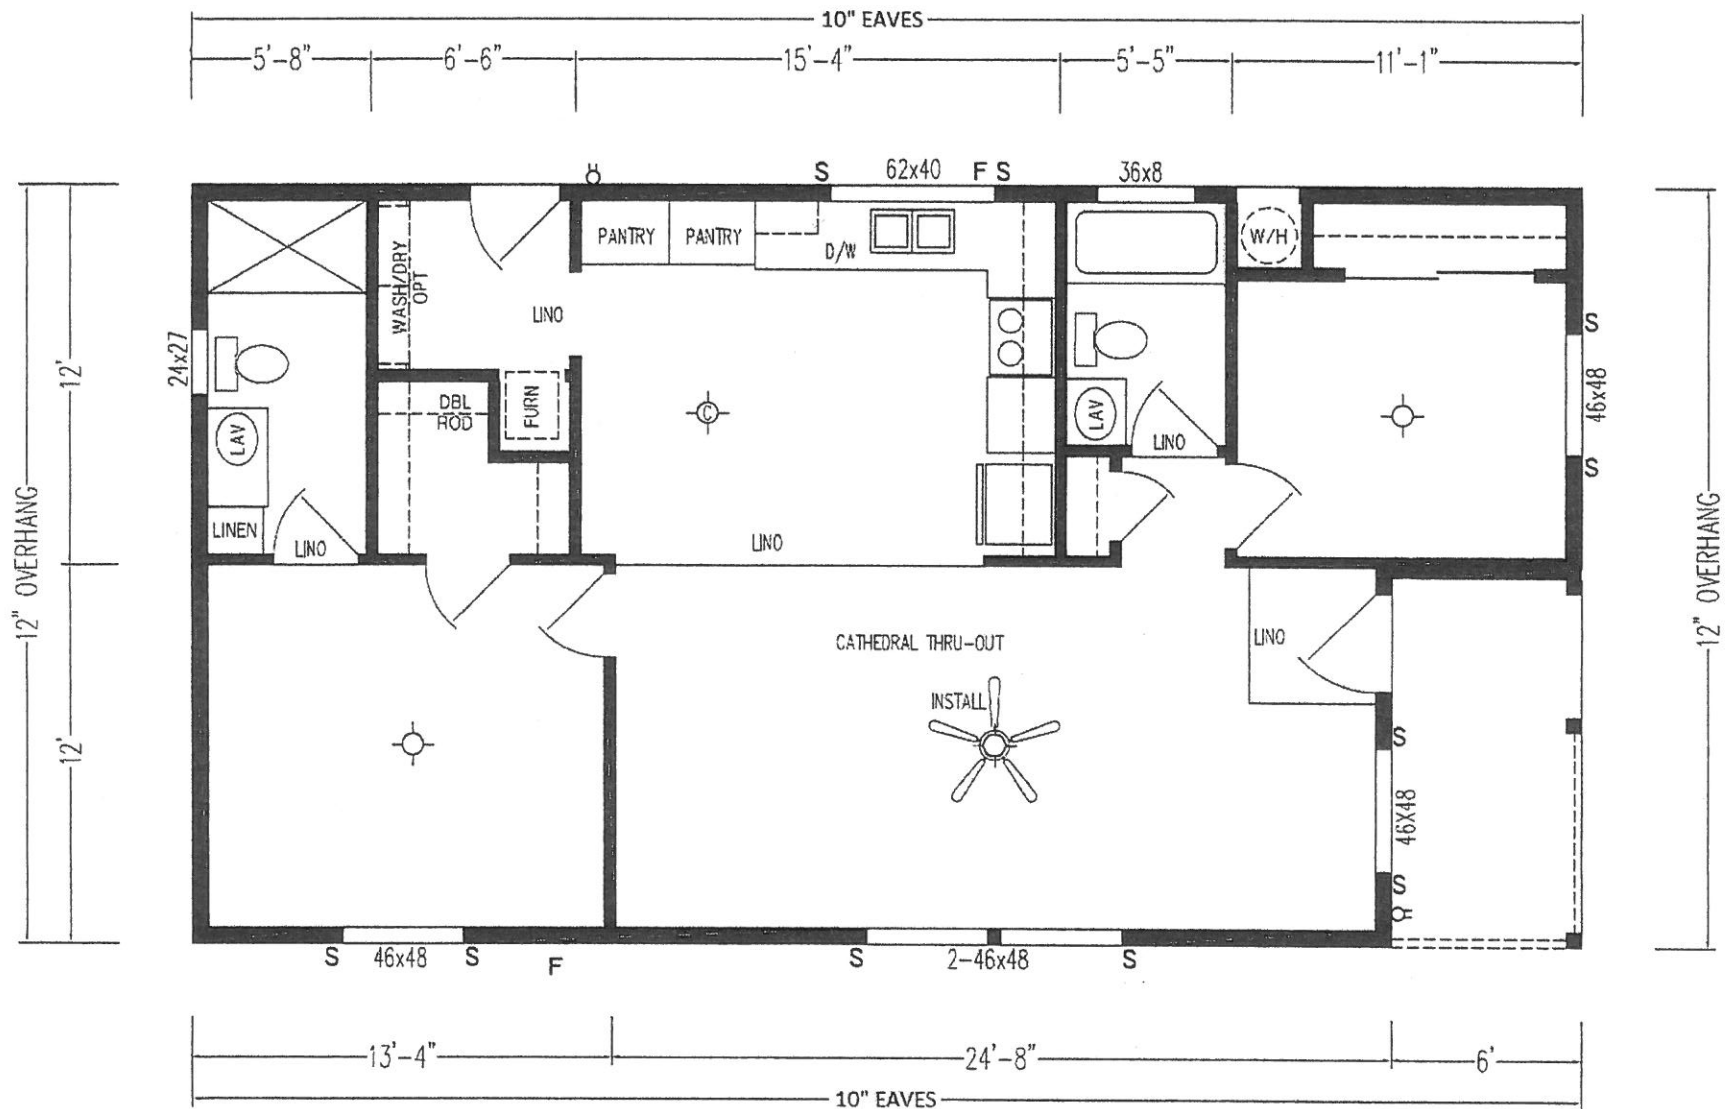 10" EAVES
5'-8" 6'-6" 15'-4" 5'-5" 11'-1"
S 62x40 F S 36x8
PANTRY PANTRY D/W W/H
WASH/DRY
OPT
LINO
24x27
12'
DBL
ROD
FURN
C
LAV
LAV
LINO
S
46x48
S
LINEN
LINO
LINO
12" OVERHANG
12" OVERHANG
CATHEDRAL THRU-OUT
LINO
INSTALL
12'
S
46X48
S
S 46x48 S F S 2-46x48 S
13'-4" 24'-8" 6'
10" EAVES